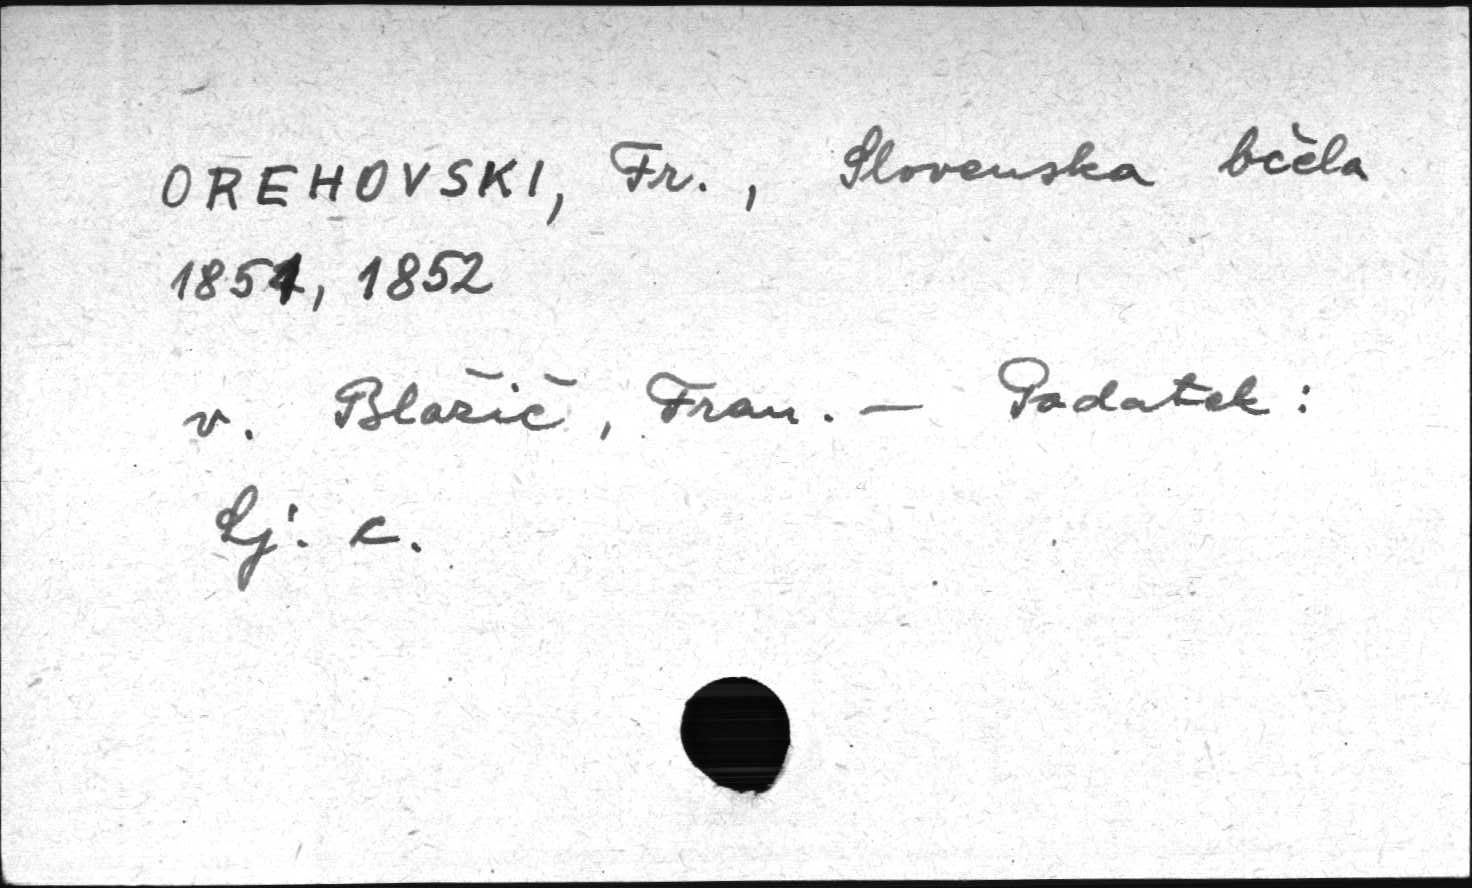 OREHOVSKI, Fr., Slovenska bčela
1851, 1852
v. Blažič, Fran. — Podatek:
Lj. c.